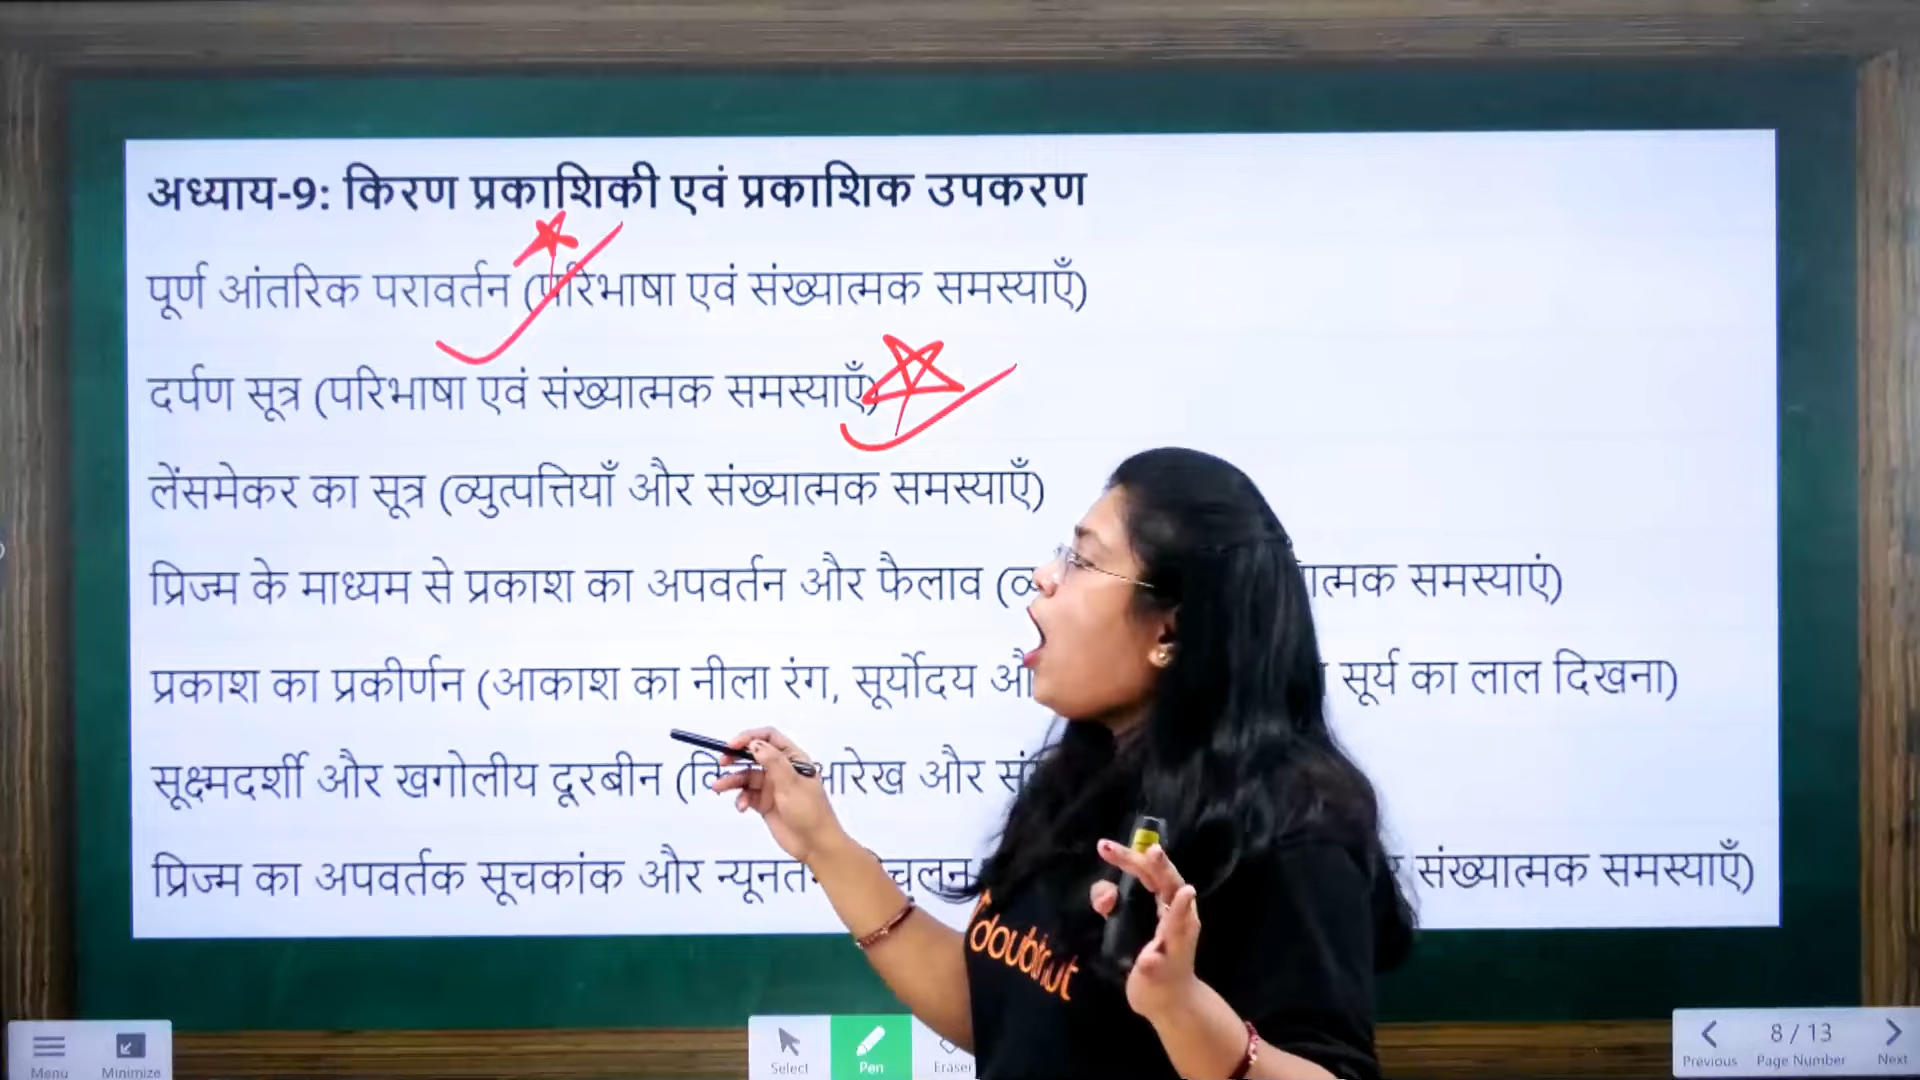 अध्याय-9: किरण प्रकाशिकी एवं प्रकाशिक उपकरण
पूर्ण आंतरिक परावर्तन (परिभाषा एवं संख्यात्मक समस्याएँ)
दर्पण सूत्र (परिभाषा एवं संख्यात्मक समस्याएँ)
लेंसमेकर का सूत्र (व्युत्पत्तियाँ और संख्यात्मक समस्याएँ)
प्रिज्म के माध्यम से प्रकाश का अपवर्तन और फैलाव समस्याएं)
प्रकाश का प्रकीर्णन (आकाश का नीला रंग, सूर्योदय सूर्य का लाल दिखना)
सूक्ष्मदर्शी और खगोलीय दूरबीन आरेख और
प्रिज्म का अपवर्तक सूचकांक और संख्यात्मक समस्याएँ)
doubtnut
Menu Minimize Select Pen Eraser Previous 8 / 13 Page Number Next